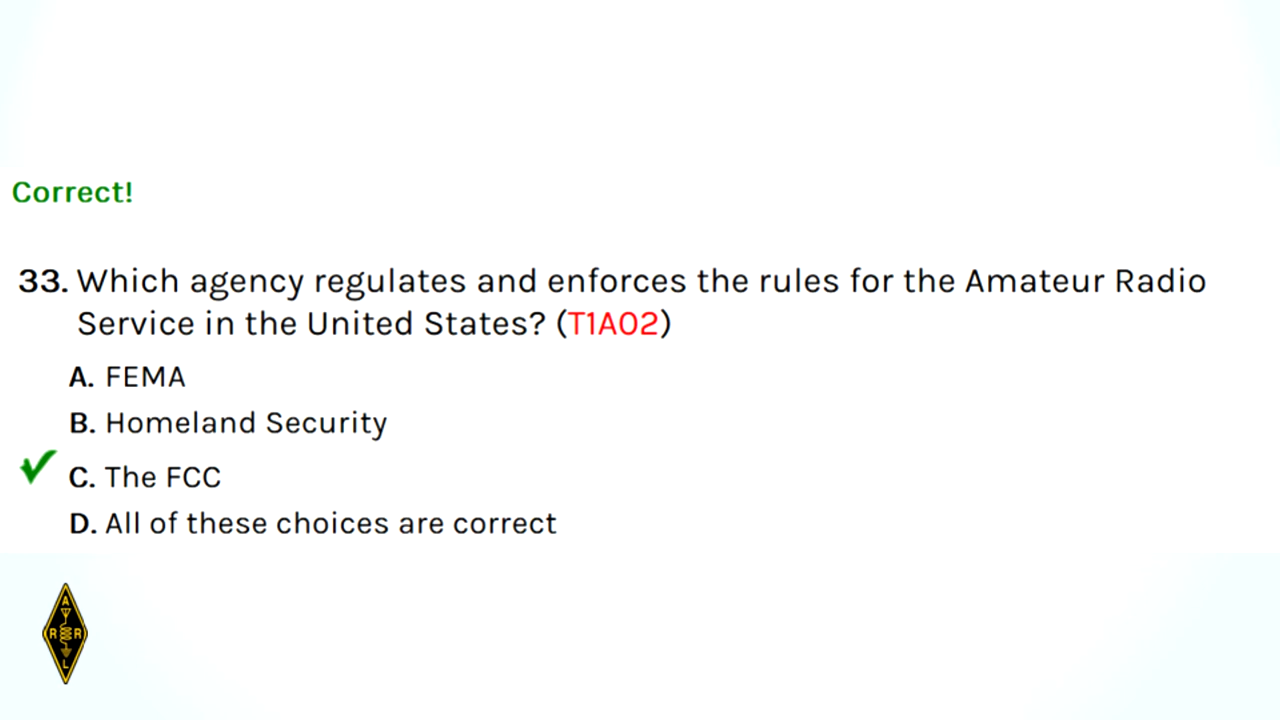 Correct!
33. Which agency regulates and enforces the rules for the Amateur Radio
Service in the United States? (T1A02)
A. FEMA
B. Homeland Security
C. The FCC
D. All of these choices are correct
A
R R
L